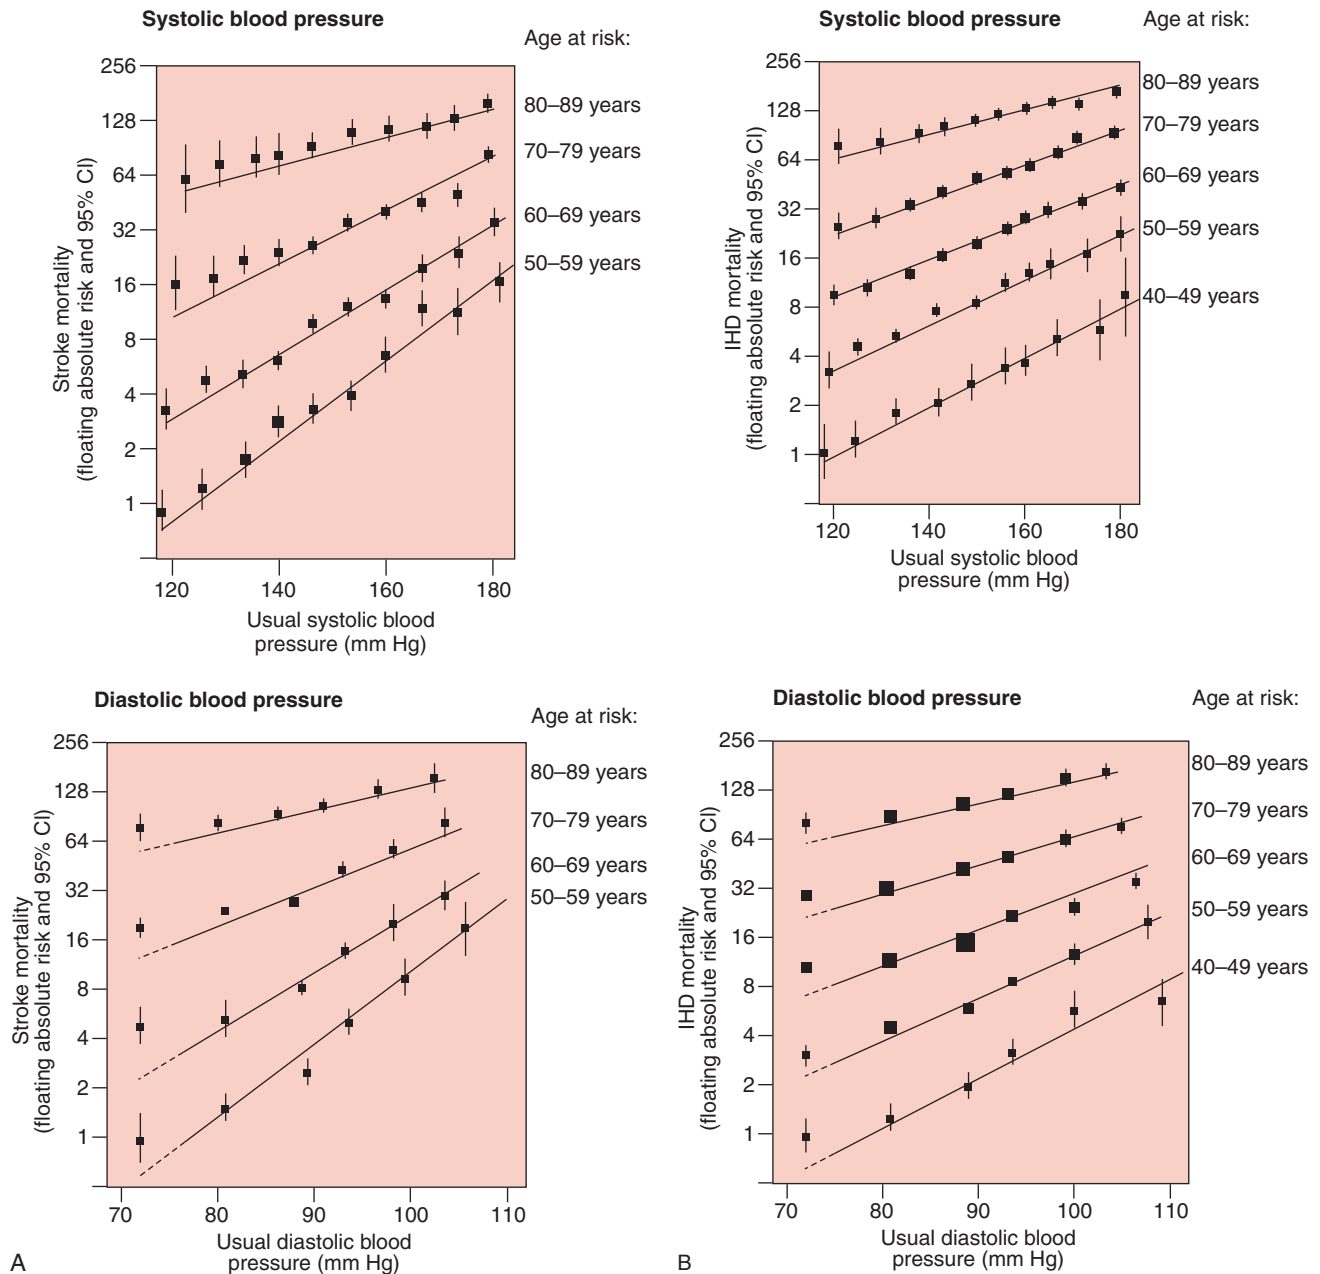 Systolic blood pressure
Age at risk:
Stroke mortality
(floating absolute risk and 95% CI)
256
128
64
32
16
8
4
2
1
80–89 years
70–79 years
60–69 years
50–59 years
120
140
160
180
Usual systolic blood
pressure (mm Hg)
Systolic blood pressure
Age at risk:
IHD mortality
(floating absolute risk and 95% CI)
256
128
64
32
16
8
4
2
1
80–89 years
70–79 years
60–69 years
50–59 years
40–49 years
120
140
160
180
Usual systolic blood
pressure (mm Hg)
Diastolic blood pressure
Age at risk:
Stroke mortality
(floating absolute risk and 95% CI)
256
128
64
32
16
8
4
2
1
80–89 years
70–79 years
60–69 years
50–59 years
70
80
90
100
110
Usual diastolic blood
pressure (mm Hg)
A
Diastolic blood pressure
Age at risk:
IHD mortality
(floating absolute risk and 95% CI)
256
128
64
32
16
8
4
2
1
80–89 years
70–79 years
60–69 years
50–59 years
40–49 years
70
80
90
100
110
Usual diastolic blood
pressure (mm Hg)
B